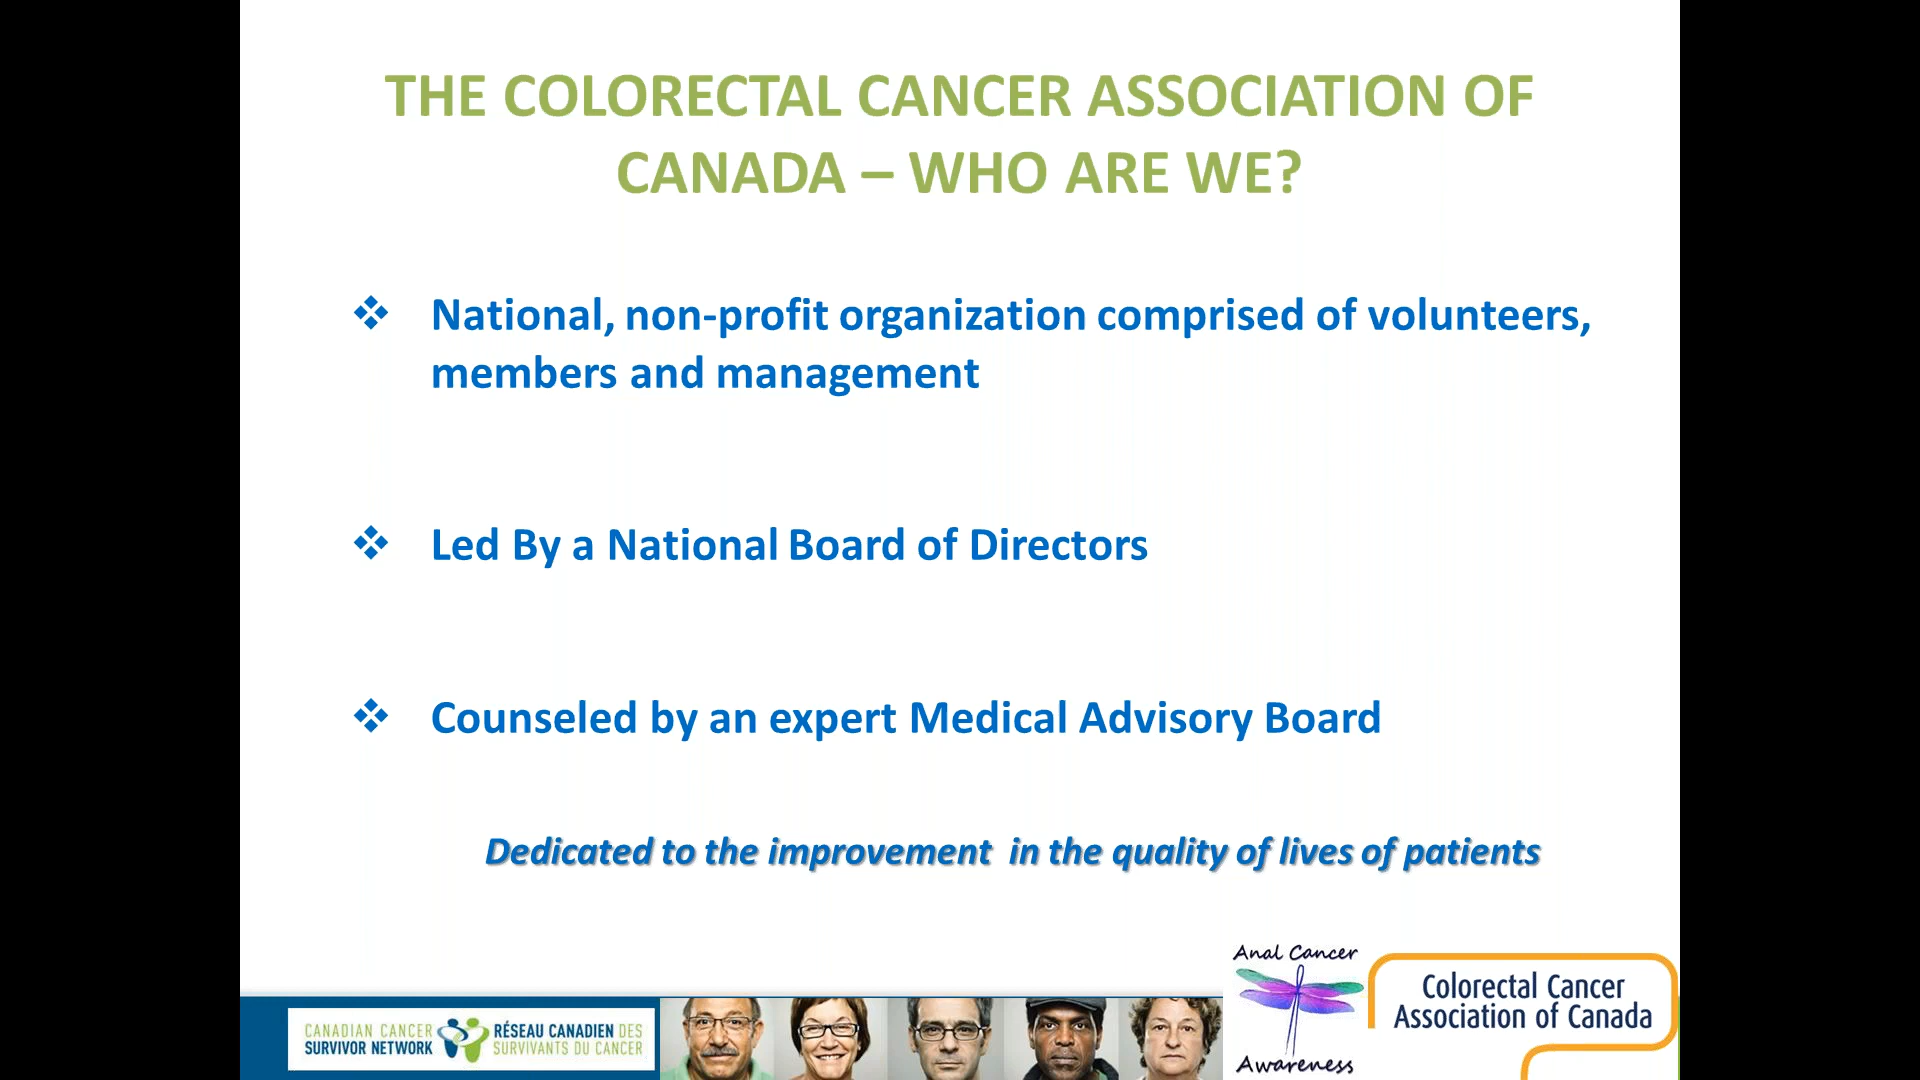 THE COLORECTAL CANCER ASSOCIATION OF
CANADA – WHO ARE WE?
❖ National, non-profit organization comprised of volunteers,
members and management
❖ Led By a National Board of Directors
❖ Counseled by an expert Medical Advisory Board
Dedicated to the improvement  in the quality of lives of patients
CANADIAN CANCER
SURVIVOR NETWORK
RÉSEAU CANADIEN DES
SURVIVANTS DU CANCER
Anal Cancer
Awareness
Colorectal Cancer
Association of Canada